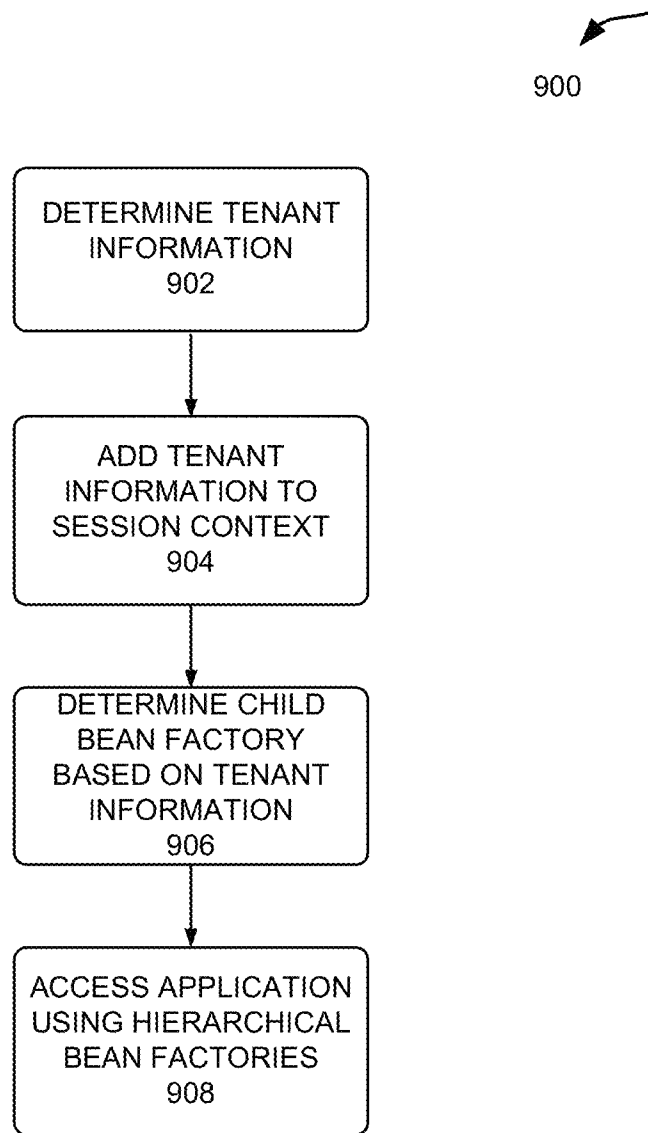 900
DETERMINE TENANT
INFORMATION
902
ADD TENANT
INFORMATION TO
SESSION CONTEXT
904
DETERMINE CHILD
BEAN FACTORY
BASED ON TENANT
INFORMATION
906
ACCESS APPLICATION
USING HIERARCHICAL
BEAN FACTORIES
908